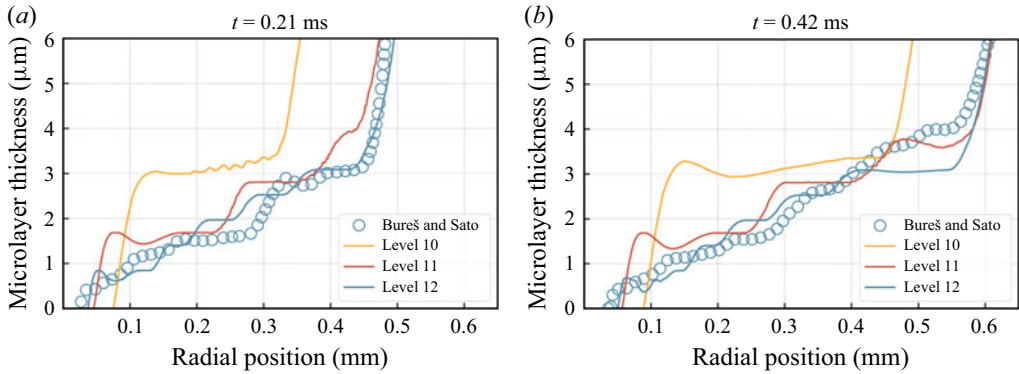 (a)
t = 0.21 ms
Microlayer thickness (μm)
6
5
4
3
2
1
0
Bureš and Sato
Level 10
Level 11
Level 12
0.1 0.2 0.3 0.4 0.5 0.6
Radial position (mm)
(b)
t = 0.42 ms
Microlayer thickness (μm)
6
5
4
3
2
1
0
Bureš and Sato
Level 10
Level 11
Level 12
0.1 0.2 0.3 0.4 0.5 0.6
Radial position (mm)